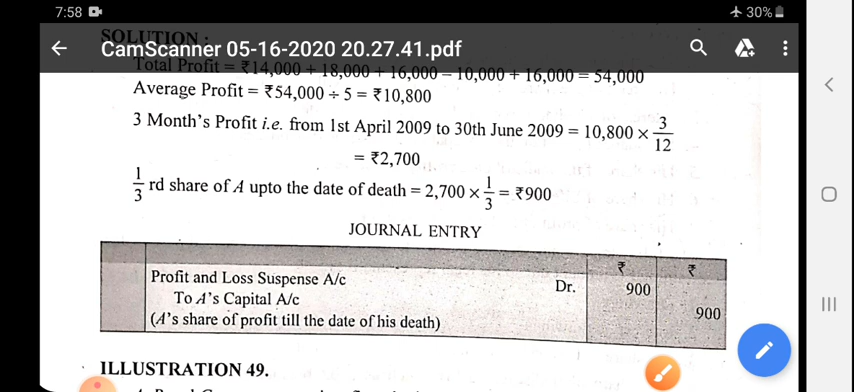 7:58
30%
SOLUTION :
CamScanner 05-16-2020 20.27.41.pdf
Total Profit = ₹14,000 + 18,000 + 16,000 – 10,000 + 16,000 = 54,000
Average Profit = ₹54,000 ÷ 5 = ₹10,800
3 Month's Profit i.e. from 1st April 2009 to 30th June 2009 = 10,800 × 3/12
= ₹2,700
1/3 rd share of A upto the date of death = 2,700 × 1/3 = ₹900
JOURNAL ENTRY
₹ ₹
Profit and Loss Suspense A/c Dr. 900
To A's Capital A/c 900
(A's share of profit till the date of his death)
ILLUSTRATION 49.